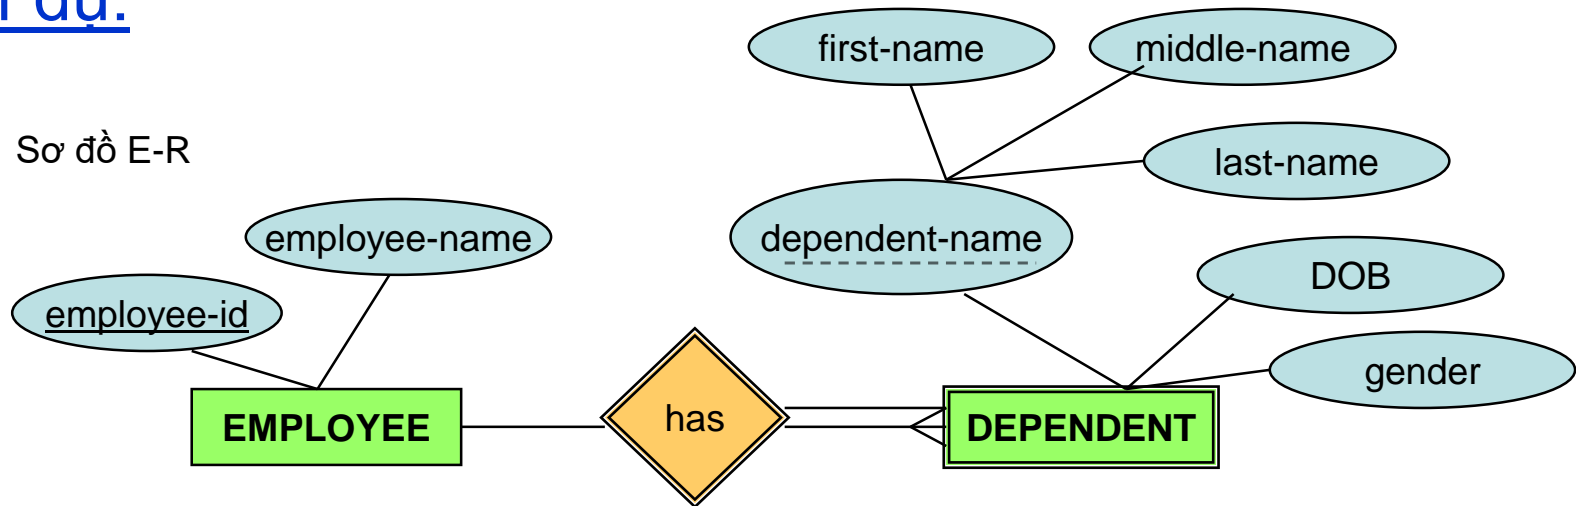 dụ:
first-name
middle-name
Sơ đồ E-R
last-name
employee-name
dependent-name
DOB
employee-id
gender
EMPLOYEE
has
DEPENDENT